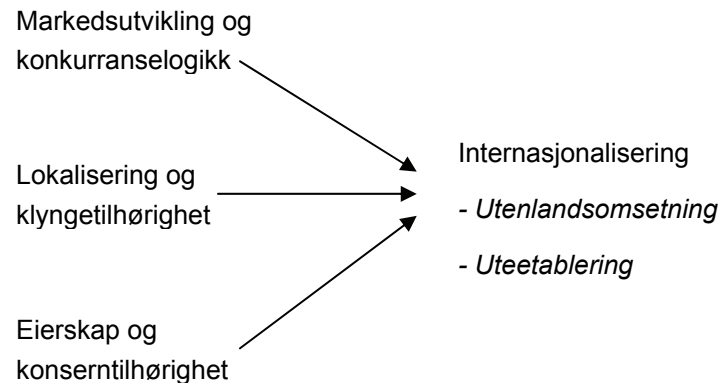 Markedsutvikling og
konkurranselogikk
Lokalisering og
klyngetilhørighet
Eierskap og
konserntilhørighet
Internasjonalisering
- Utenlandsomsetning
- Uteetablering